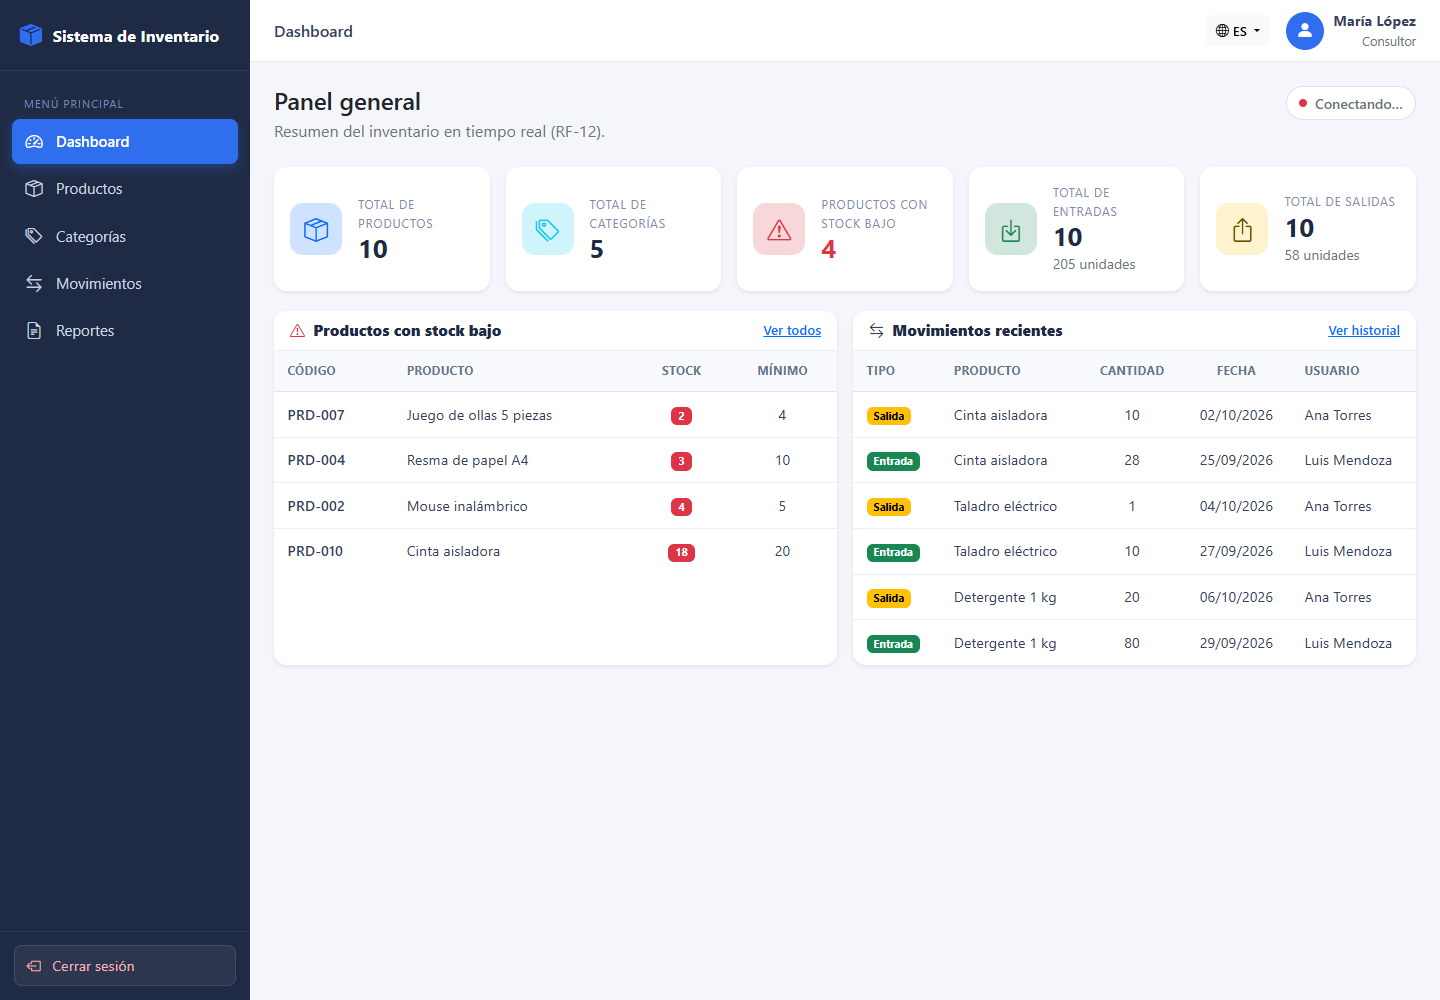 Sistema de Inventario
MENÚ PRINCIPAL
Dashboard
Productos
Categorías
Movimientos
Reportes
Cerrar sesión
Dashboard
ES
María López
Consultor
Panel general
Resumen del inventario en tiempo real (RF-12).
Conectando...
TOTAL DE
PRODUCTOS
10
TOTAL DE
CATEGORÍAS
5
PRODUCTOS CON
STOCK BAJO
4
TOTAL DE
ENTRADAS
10
205 unidades
TOTAL DE SALIDAS
10
58 unidades
Productos con stock bajo Ver todos
CÓDIGO PRODUCTO STOCK MÍNIMO
PRD-007 Juego de ollas 5 piezas 2 4
PRD-004 Resma de papel A4 3 10
PRD-002 Mouse inalámbrico 4 5
PRD-010 Cinta aisladora 18 20
Movimientos recientes Ver historial
TIPO PRODUCTO CANTIDAD FECHA USUARIO
Salida Cinta aisladora 10 02/10/2026 Ana Torres
Entrada Cinta aisladora 28 25/09/2026 Luis Mendoza
Salida Taladro eléctrico 1 04/10/2026 Ana Torres
Entrada Taladro eléctrico 10 27/09/2026 Luis Mendoza
Salida Detergente 1 kg 20 06/10/2026 Ana Torres
Entrada Detergente 1 kg 80 29/09/2026 Luis Mendoza